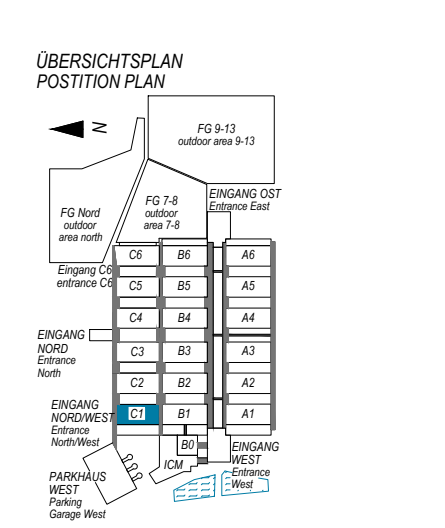 ÜBERSICHTSPLAN
POSTITION PLAN
N
FG 9-13
outdoor area 9-13
FG Nord
outdoor
area north
FG 7-8
outdoor
area 7-8
EINGANG OST
Entrance East
Eingang C6
entrance C6
C6
B6
A6
C5
B5
A5
C4
B4
A4
EINGANG
NORD
Entrance
North
C3
B3
A3
C2
B2
A2
EINGANG
NORD/WEST
Entrance
North/West
C1
B1
A1
B0
ICM
EINGANG
WEST
Entrance
West
PARKHAUS
WEST
Parking
Garage West